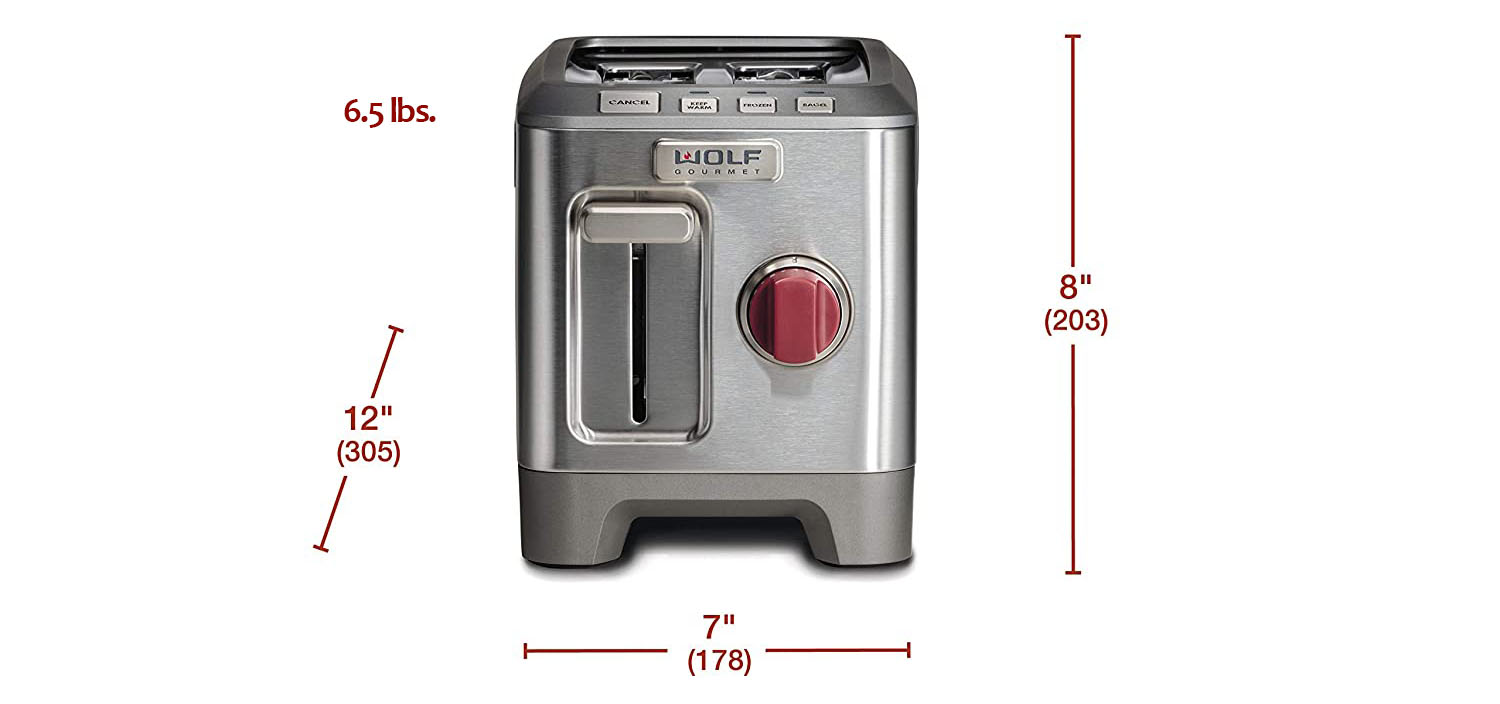 6.5 lbs.
CANCEL
KEEP
WARM
FROZEN
BAGEL
WOLF
GOURMET
8"
(203)
12"
(305)
7"
(178)